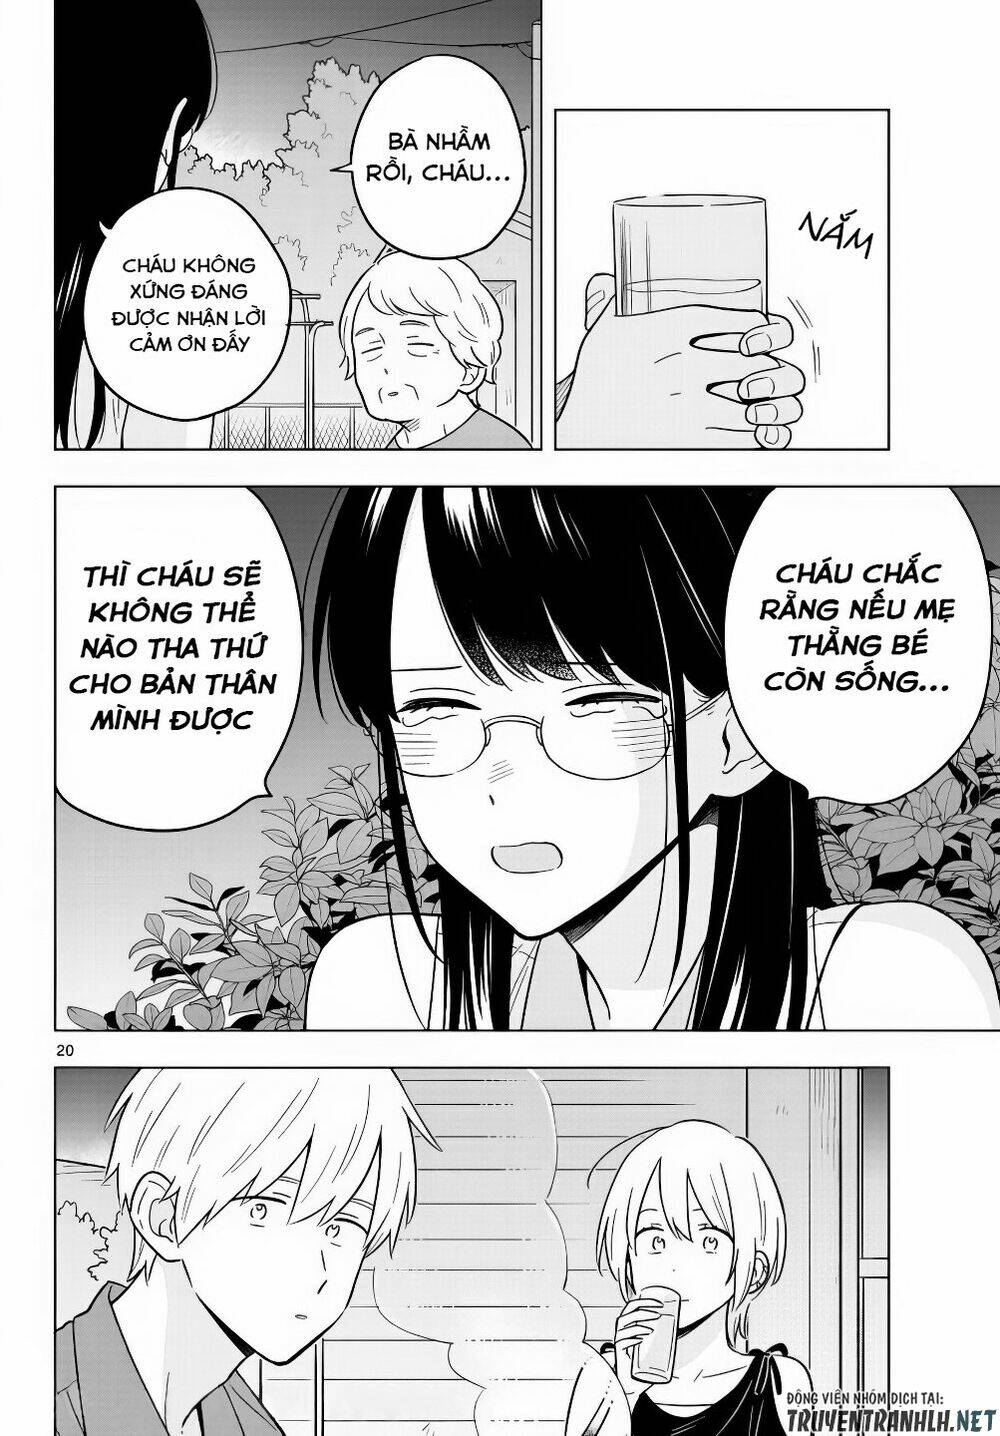 BÀ NHẦM
RỒI, CHÁU...
CHÁU KHÔNG
XỨNG ĐÁNG
ĐƯỢC NHẬN LỜI
CẢM ƠN ĐẤY
NẮM
CHÁU CHẮC
RẰNG NẾU MẸ
THẰNG BÉ
CÒN SỐNG...
THÌ CHÁU SẼ
KHÔNG THỂ
NÀO THA THỨ
CHO BẢN THÂN
MÌNH ĐƯỢC
20
ĐỘNG VIÊN NHÓM DỊCH TẠI:
TRUYENTRANHLH.NET